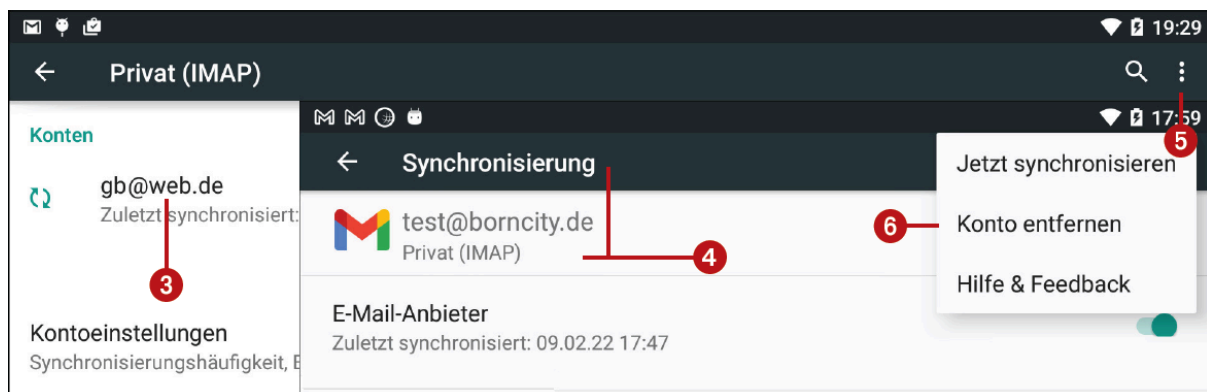 19:29
Privat (IMAP)
Konten
gb@web.de
Zuletzt synchronisiert:
3
Kontoeinstellungen
Synchronisierungshäufigkeit, E
17:59
5
Synchronisierung
test@borncity.de
Privat (IMAP)
4
E-Mail-Anbieter
Zuletzt synchronisiert: 09.02.22 17:47
Jetzt synchronisieren
6
Konto entfernen
Hilfe & Feedback